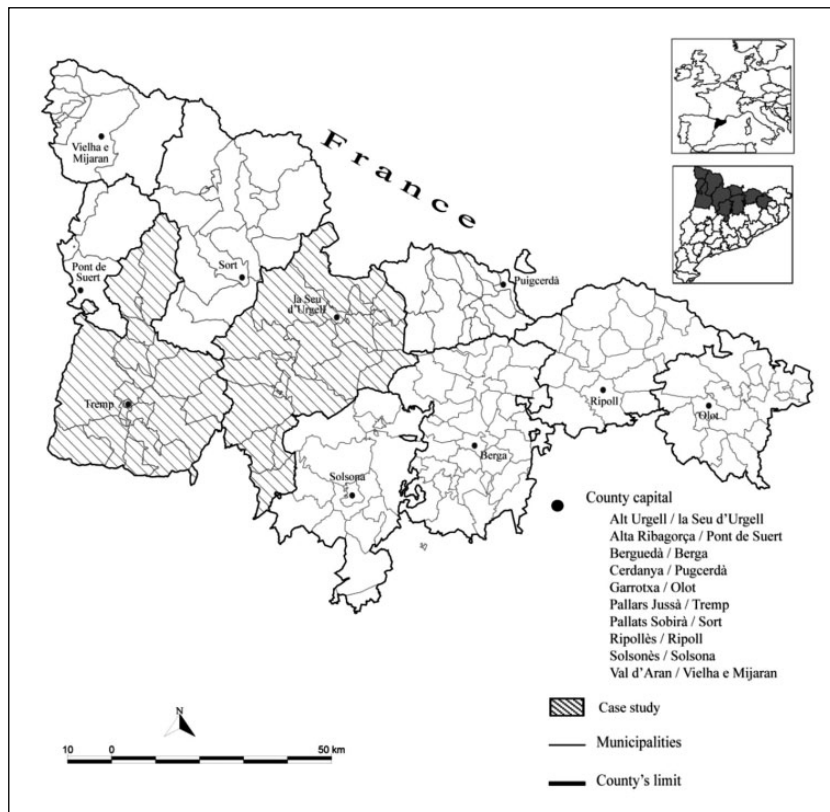 France
Vielha e
Mijaran
Pont de
Suert
Sort
la Seu
d'Urgell
Puigcerdà
Tremp
Ripoll
Olot
Berga
Solsona
County capital
Alt Urgell / la Seu d'Urgell
Alta Ribagorça / Pont de Suert
Berguedà / Berga
Cerdanya / Pugcerdà
Garrotxa / Olot
Pallars Jussà / Tremp
Pallats Sobirà / Sort
Ripollès / Ripoll
Solsonès / Solsona
Val d'Aran / Vielha e Mijaran
Case study
Municipalities
County's limit
N
10 0 50 km